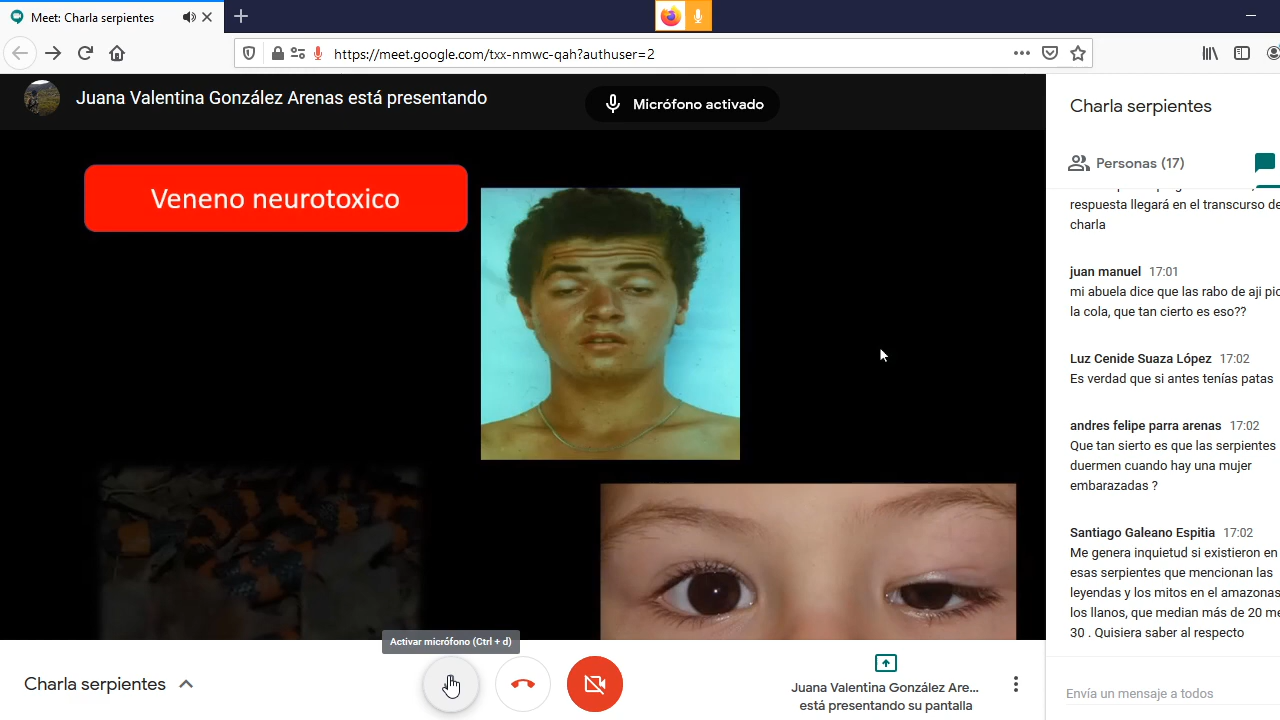 Meet: Charla serpientes
https://meet.google.com/txx-nmwc-qah?authuser=2
Juana Valentina González Arenas está presentando
Micrófono activado
Veneno neurotoxico
Charla serpientes
Personas (17)
respuesta llegará en el transcurso de
charla
juan manuel 17:01
mi abuela dice que las rabo de aji
la cola, que tan cierto es eso??
Luz Cenide Suaza López 17:02
Es verdad que si antes tenías patas
andres felipe parra arenas 17:02
Que tan sierto es que las serpientes
duermen cuando hay una mujer
embarazadas ?
Santiago Galeano Espitia 17:02
Me genera inquietud si existieron en
esas serpientes que mencionan las
leyendas y los mitos en el amazonas
los llanos, que median más de 20
30 . Quisiera saber al respecto
Envía un mensaje a todos
Activar micrófono (Ctrl + d)
Charla serpientes
Juana Valentina González Are...
está presentando su pantalla